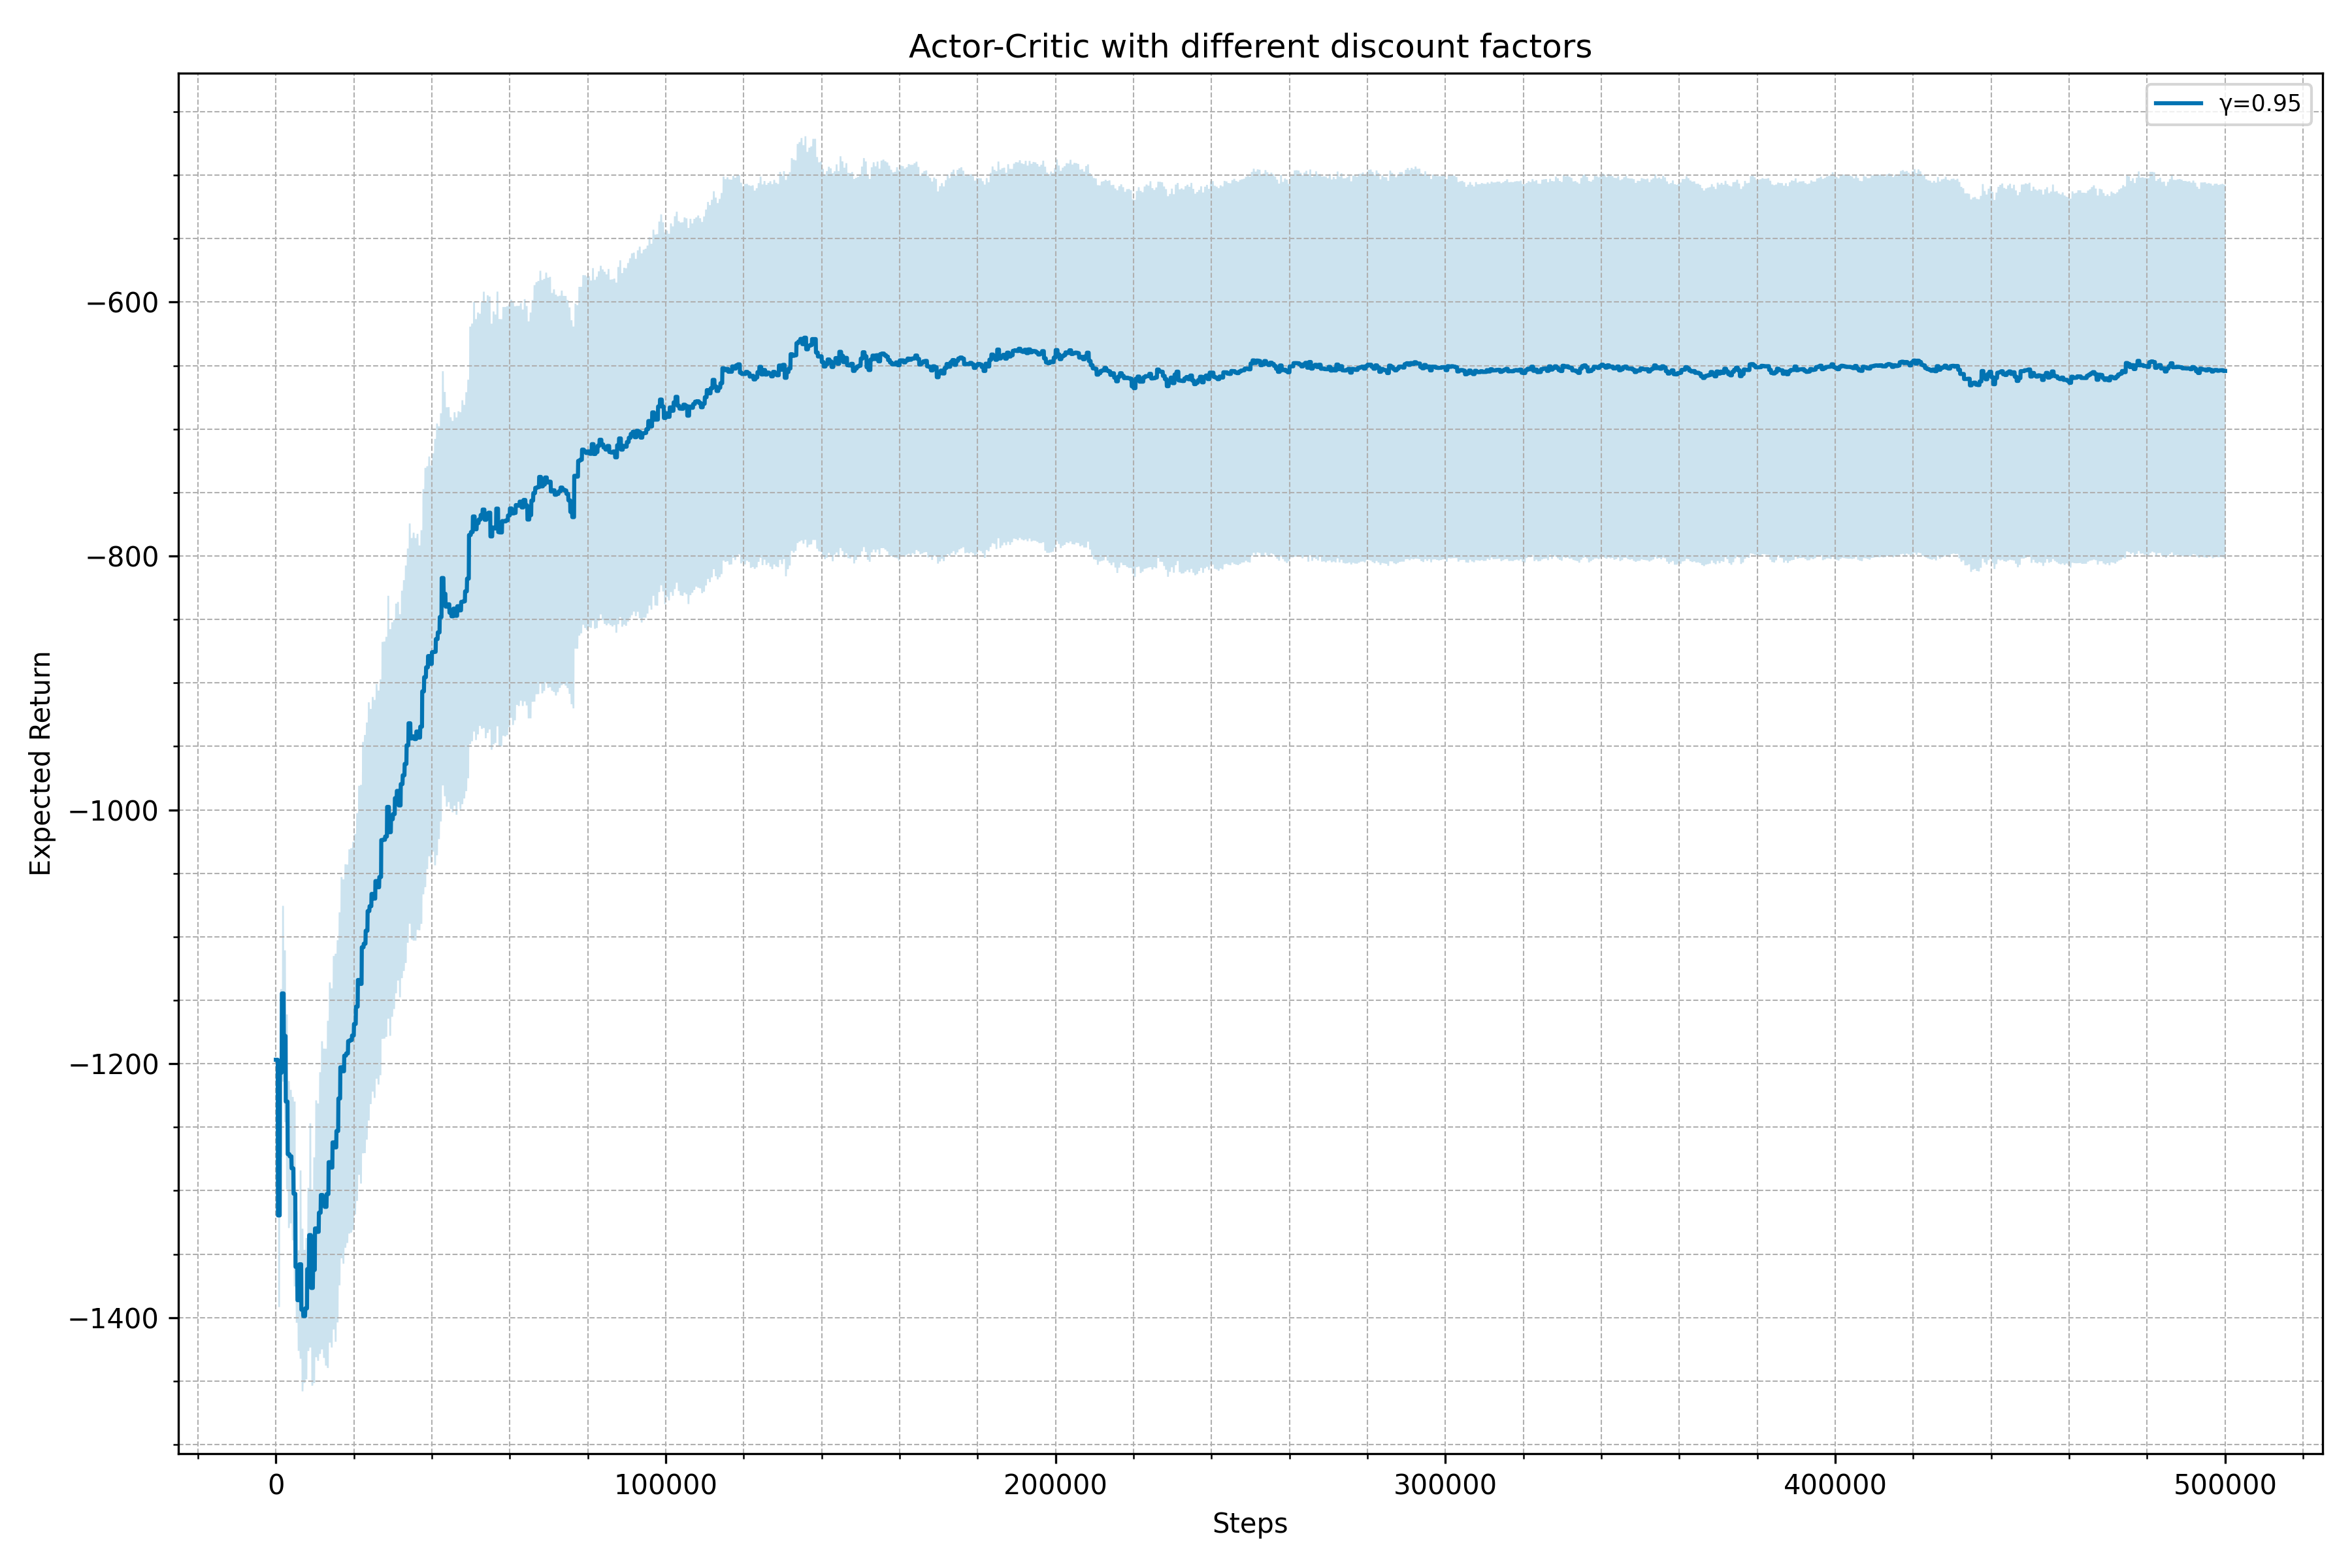 Actor-Critic with different discount factors
γ=0.95
Expected Return
−600
−800
−1000
−1200
−1400
0
100000
200000
300000
400000
500000
Steps